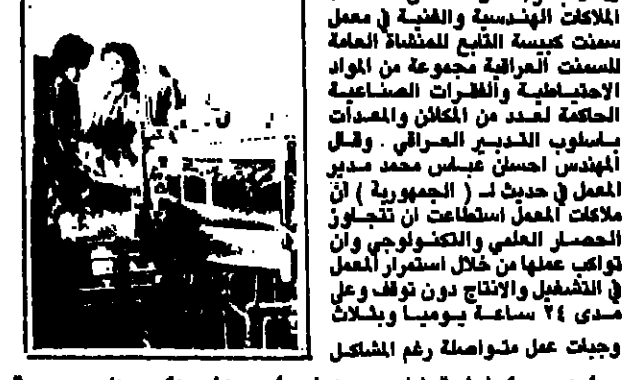 الملاكات الهندسية والفنية في معمل
سمنت كبيسة التابع للمنشاة العامة
للسمنت العراقية مجموعة من المواد
الاحتياطية والفقرات الصناعية
الحاكمة لعدد من المكائن والمعدات
باسلوب التدبير العراقي . وقال
المهندس احسان عباس محمد مدير
المعمل في حديث لـ ( الجمهورية ) ان
ملاكات المعمل استطاعت ان تتجاوز
الحصار العلمي والتكنولوجي وان
تواكب عملها من خلال استمرار المعمل
في التشغيل والانتاج دون توقف وعلى
مدى ٢٤ ساعة يوميا وبثلاث
وجبات عمل متواصلة رغم المشاكل